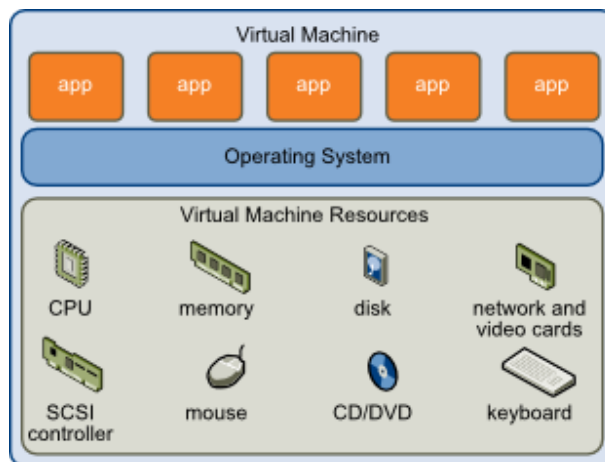 Virtual Machine
app app app app app
Operating System
Virtual Machine Resources
CPU memory disk network and
video cards
SCSI mouse CD/DVD keyboard
controller